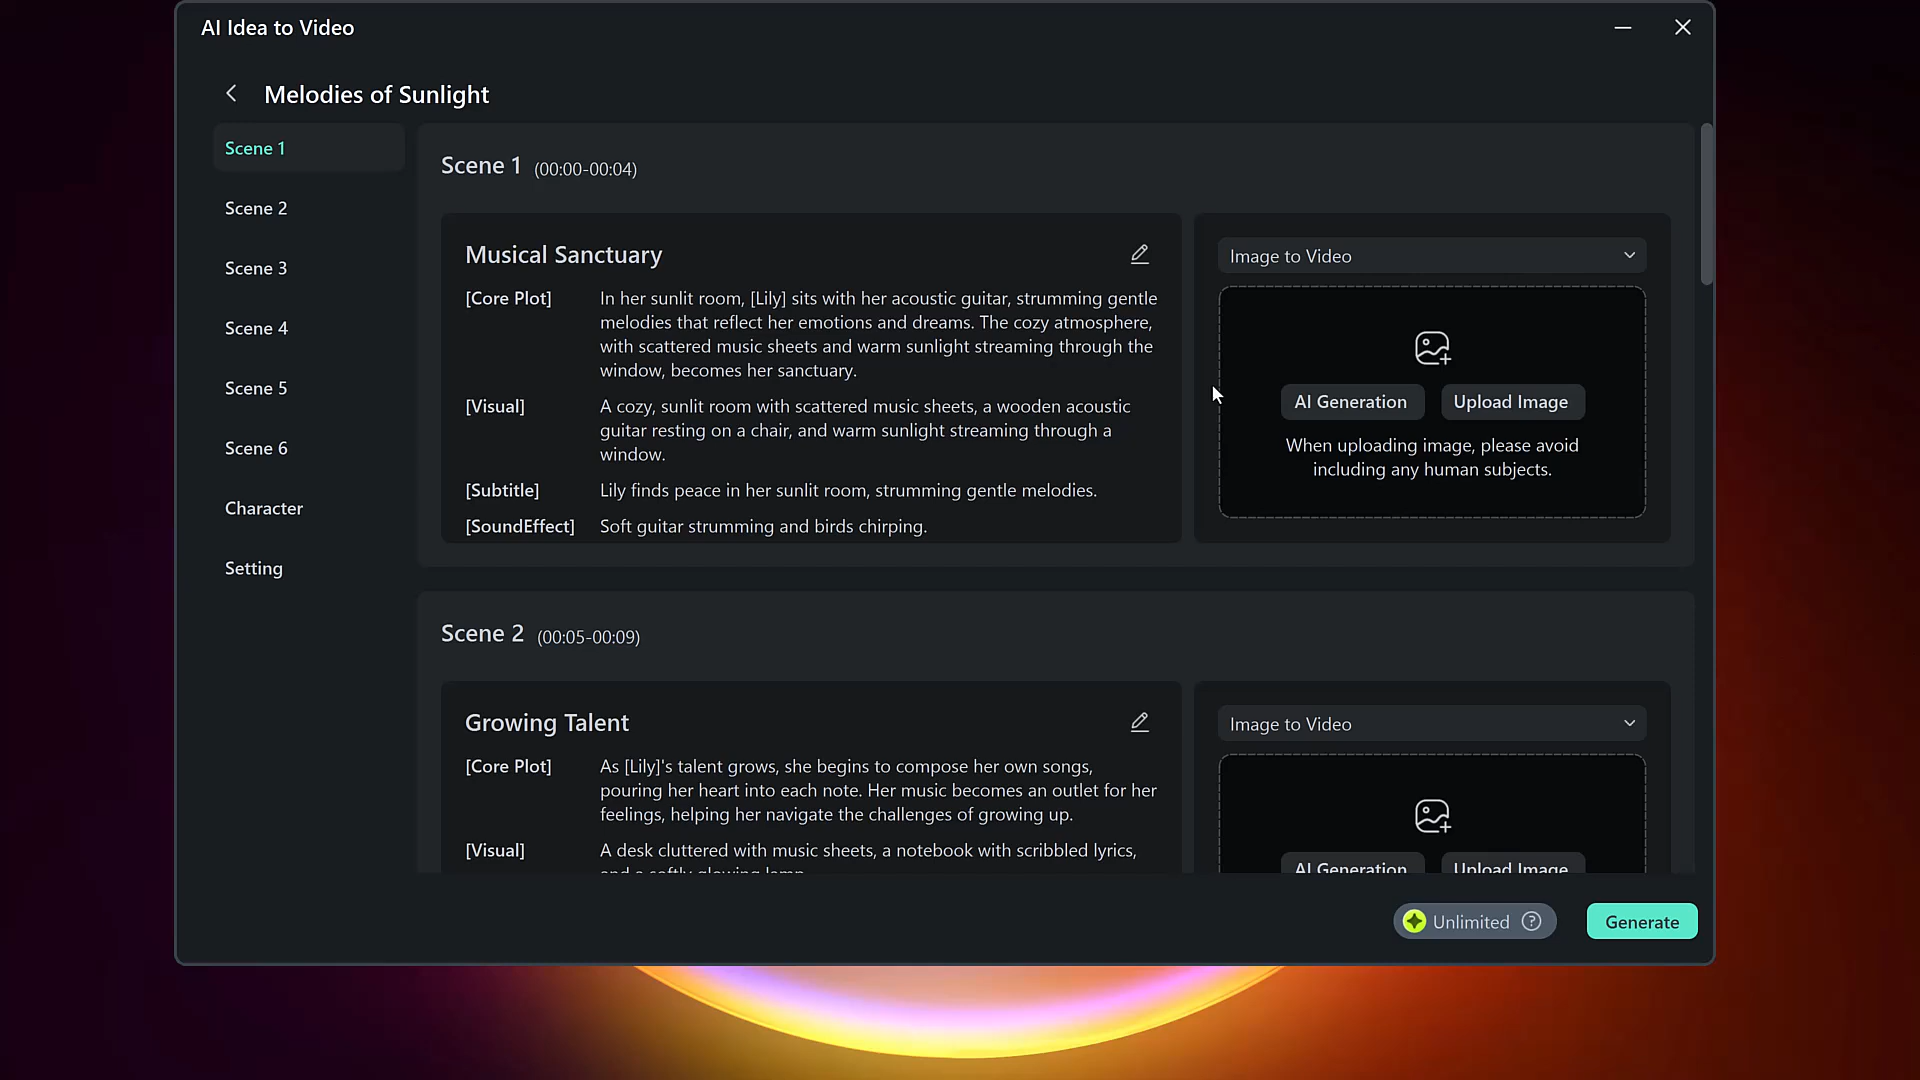 AI Idea to Video
Melodies of Sunlight
Scene 1
Scene 2
Scene 3
Scene 4
Scene 5
Scene 6
Character
Setting
Scene 1 (00:00-00:04)
Musical Sanctuary
[Core Plot] In her sunlit room, [Lily] sits with her acoustic guitar, strumming gentle
melodies that reflect her emotions and dreams. The cozy atmosphere,
with scattered music sheets and warm sunlight streaming through the
window, becomes her sanctuary.
[Visual] A cozy, sunlit room with scattered music sheets, a wooden acoustic
guitar resting on a chair, and warm sunlight streaming through a
window.
[Subtitle] Lily finds peace in her sunlit room, strumming gentle melodies.
[SoundEffect] Soft guitar strumming and birds chirping.
Image to Video
AI Generation Upload Image
When uploading image, please avoid
including any human subjects.
Scene 2 (00:05-00:09)
Growing Talent
[Core Plot] As [Lily]'s talent grows, she begins to compose her own songs,
pouring her heart into each note. Her music becomes an outlet for her
feelings, helping her navigate the challenges of growing up.
[Visual] A desk cluttered with music sheets, a notebook with scribbled lyrics,
and a softly glowing lamp.
Image to Video
AI Generation Upload Image
Unlimited ?
Generate